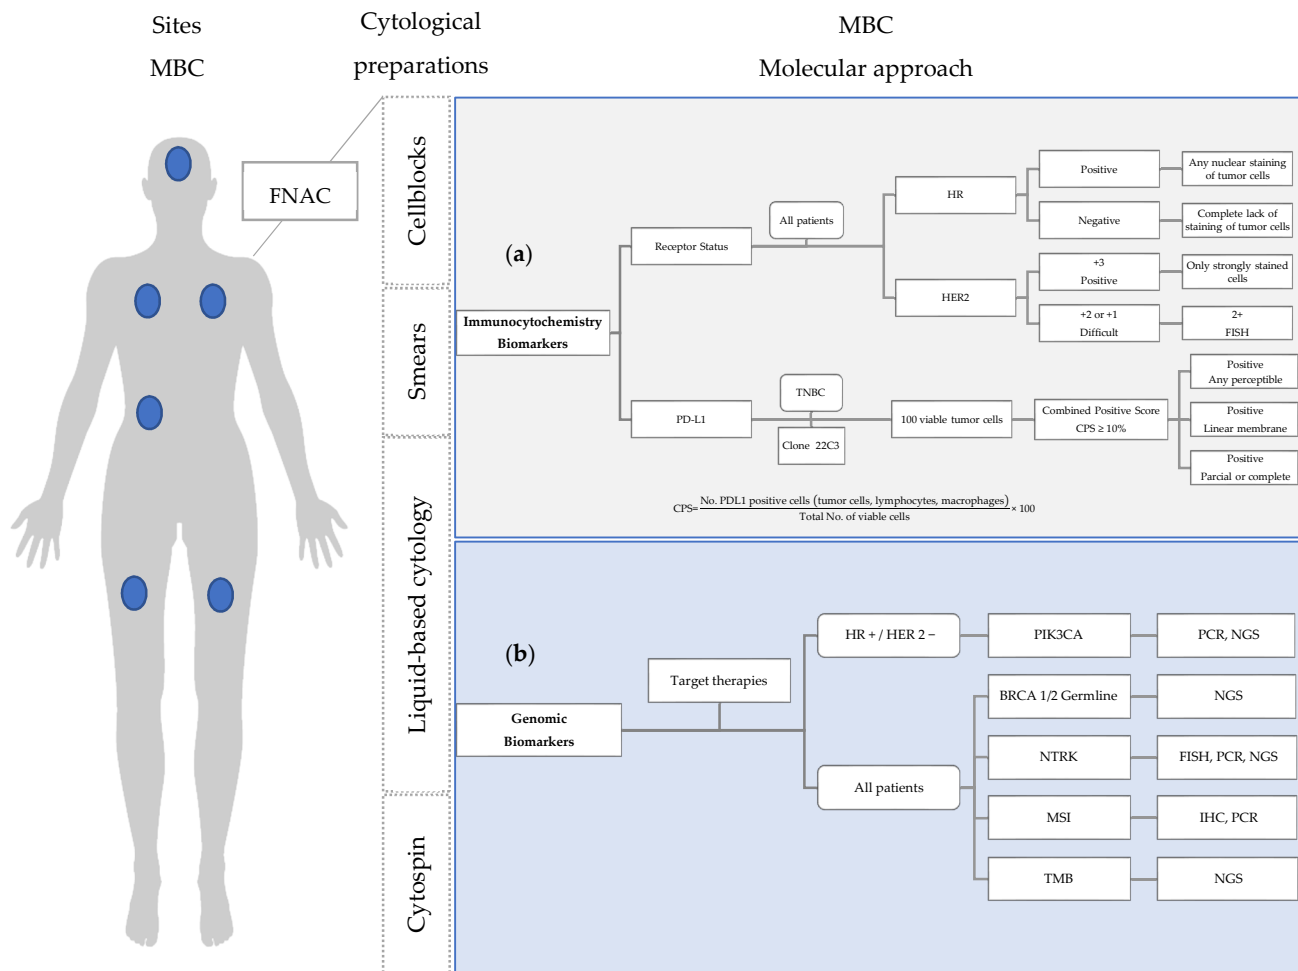 Sites
MBC
Cytological
preparations
MBC
Molecular approach
FNAC
Cellblocks
Smears
Liquid-based cytology
Cytospin
(a)
Immunocytochemistry
Biomarkers
Receptor Status
All patients
HR
Positive
Any nuclear staining
of tumor cells
Negative
Complete lack of
staining of tumor cells
HER2
+3
Positive
Only strongly stained
cells
+2 or +1
Difficult
2+
FISH
PD-L1
TNBC
Clone 22C3
100 viable tumor cells
Combined Positive Score
CPS ≥ 10%
Positive
Any perceptible
Positive
Linear membrane
Positive
Parcial or complete
CPS= No. PDL1 positive cells (tumor cells, lymphocytes, macrophages)
Total No. of viable cells
× 100
(b)
Genomic
Biomarkers
Target therapies
HR + / HER 2 −
PIK3CA
PCR, NGS
All patients
BRCA 1/2 Germline
NGS
NTRK
FISH, PCR, NGS
MSI
IHC, PCR
TMB
NGS